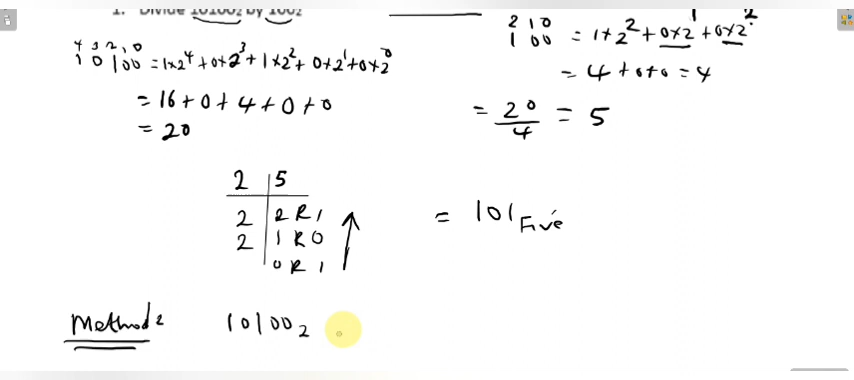 1. Divide 10100₂ by 100₂
4 3 2 1 0
1 0 1 0 0 = 1×2⁴ + 0×2³ + 1×2² + 0×2¹ + 0×2⁰
= 16 + 0 + 4 + 0 + 0
= 20
2 1 0
1 0 0 = 1×2² + 0×2¹ + 0×2
= 4 + 0 + 0 = 4
= 20/4 = 5
2 | 5
2 | 2 R 1
2 | 1 R 0
0 R 1
= 101 Five
Method 2 10100₂